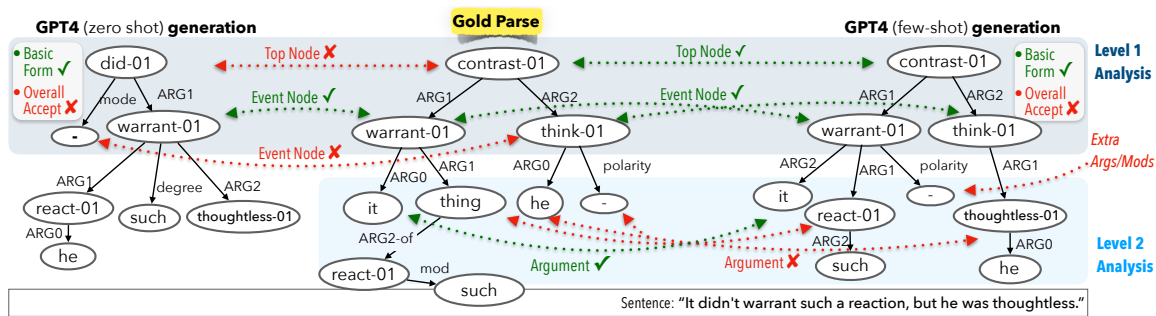 Gold Parse
GPT4 (zero shot) generation
GPT4 (few-shot) generation
• Basic Form ✓
• Overall Accept ✘
did-01
mode
ARG1
-
warrant-01
ARG1
degree
ARG2
react-01
such
thoughtless-01
ARG0
he
Top Node ✘
Event Node ✓
Event Node ✘
contrast-01
ARG1
ARG2
warrant-01
think-01
ARG0
ARG1
ARG0
polarity
it
thing
he
-
ARG2-of
react-01
mod
such
Top Node ✓
Event Node ✓
Argument ✓
Argument ✘
contrast-01
ARG1
ARG2
warrant-01
think-01
ARG2
ARG1
polarity
ARG1
it
react-01
-
thoughtless-01
ARG2
ARG0
such
he
• Basic Form ✓
• Overall Accept ✘
Level 1
Analysis
Extra
Args/Mods
Level 2
Analysis
Sentence: “It didn't warrant such a reaction, but he was thoughtless.”